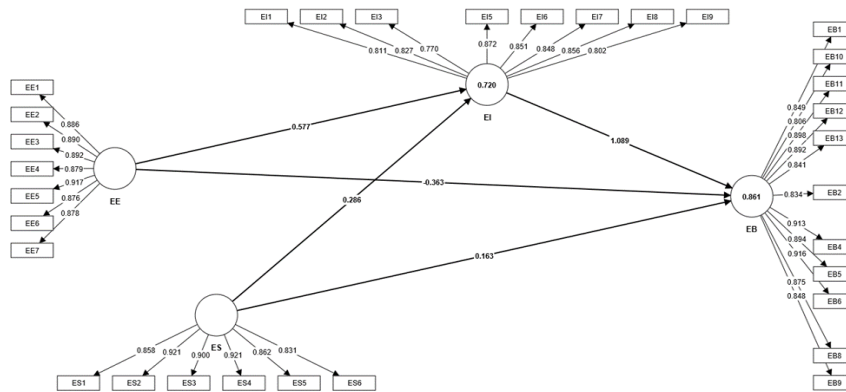 EI1
EI2
EI3
EI5
EI6
EI7
EI8
EI9
0.811
0.827
0.770
0.872
0.851
0.848
0.856
0.802
0.720
EI
EE1
EE2
EE3
EE4
EE5
EE6
EE7
0.886
0.890
0.892
0.879
0.917
0.876
0.878
EE
0.577
0.286
-0.363
1.089
0.163
EB1
EB10
EB11
EB12
EB13
EB2
EB4
EB5
EB6
EB8
EB9
0.849
0.806
0.898
0.892
0.841
0.834
0.913
0.894
0.916
0.875
0.848
0.861
EB
ES
0.858
0.921
0.900
0.921
0.862
0.831
ES1
ES2
ES3
ES4
ES5
ES6